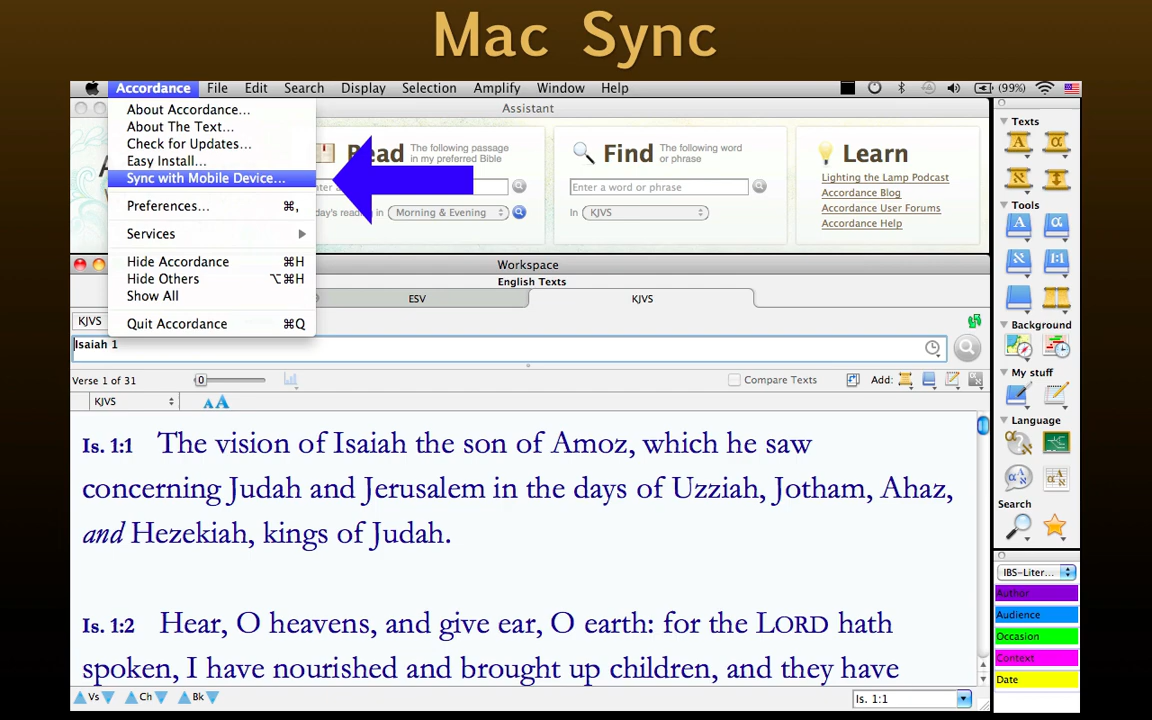 Mac Sync
Accordance File Edit Search Display Selection Amplify Window Help (99%)
Assistant
About Accordance...
About The Text...
Check for Updates...
Easy Install...
Sync with Mobile Device...
Preferences... ⌘,
Services
Hide Accordance ⌘H
Hide Others ⌥⌘H
Show All
Quit Accordance ⌘Q
Read The following passage
in my preferred Bible
Morning & Evening
Find The following word
or phrase
Enter a word or phrase
In KJVS
Learn
Lighting the Lamp Podcast
Accordance Blog
Accordance User Forums
Accordance Help
Workspace
English Texts
ESV KJVS
KJVS
Isaiah 1
Verse 1 of 31 0 Compare Texts Add:
KJVS AA
Is. 1:1 The vision of Isaiah the son of Amoz, which he saw
concerning Judah and Jerusalem in the days of Uzziah, Jotham, Ahaz,
and Hezekiah, kings of Judah.
Is. 1:2 Hear, O heavens, and give ear, O earth: for the LORD hath
spoken, I have nourished and brought up children, and they have
Vs Ch Bk Is. 1:1
Texts
Tools
Background
My stuff
Language
Search
IBS-Liter...
Author
Audience
Occasion
Context
Date